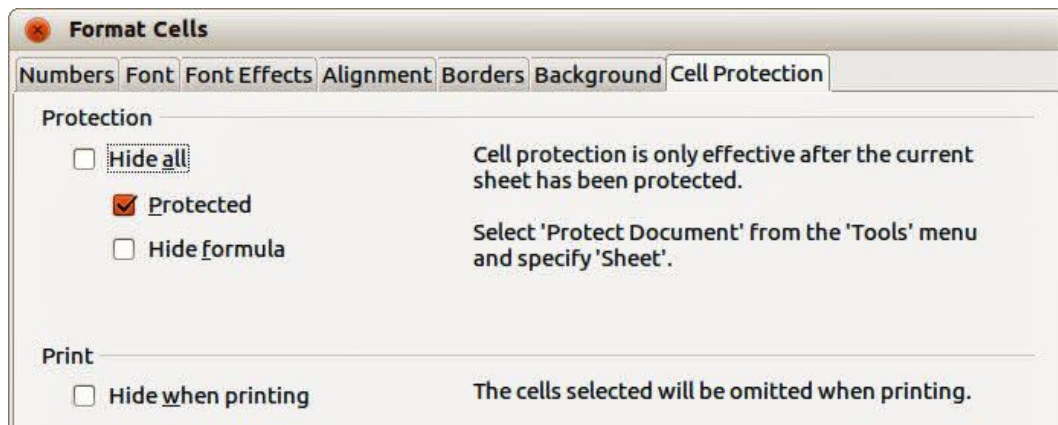 Format Cells
Numbers Font Font Effects Alignment Borders Background Cell Protection
Protection
Hide all
Cell protection is only effective after the current
sheet has been protected.
Protected
Hide formula
Select 'Protect Document' from the 'Tools' menu
and specify 'Sheet'.
Print
Hide when printing
The cells selected will be omitted when printing.